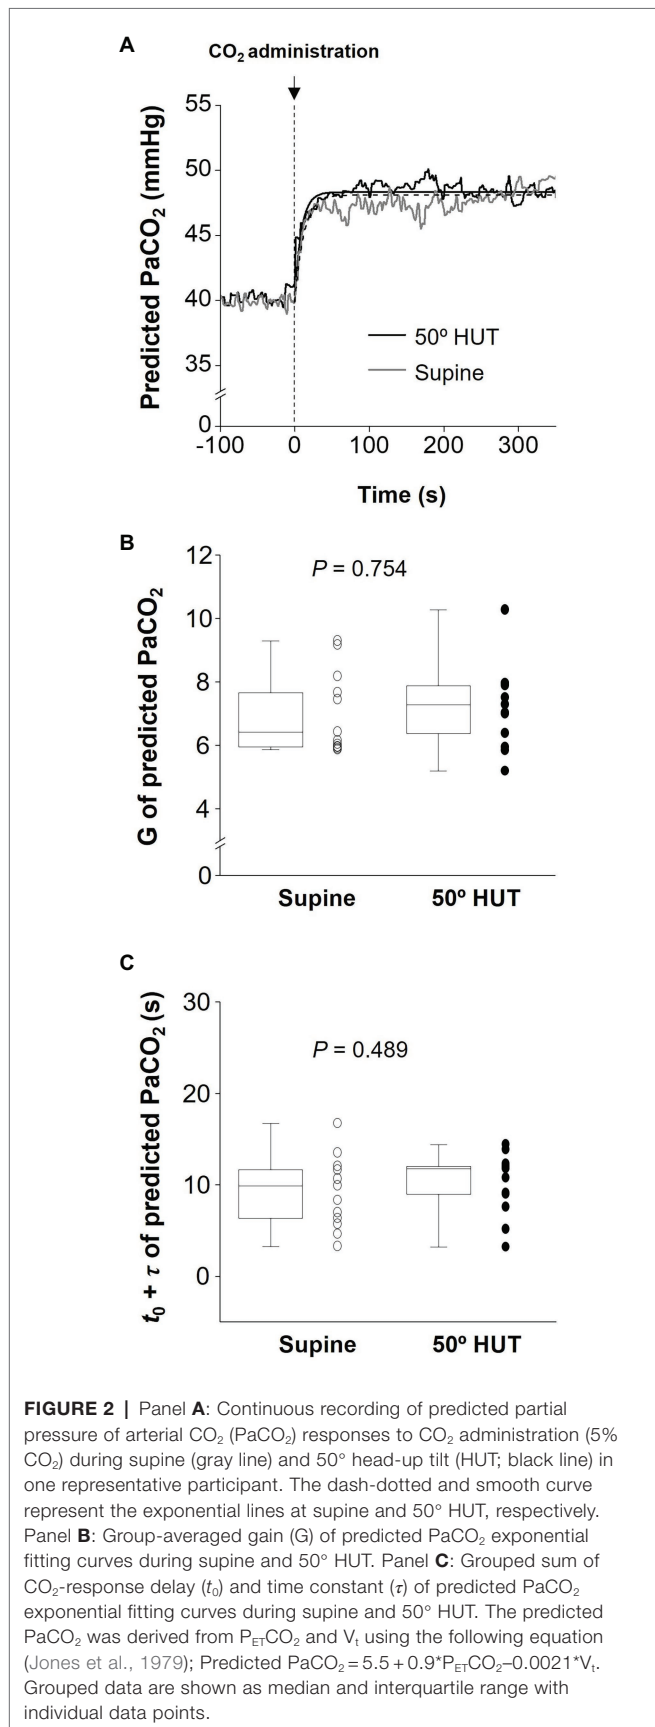 A
CO₂ administration
Predicted PaCO₂ (mmHg)
55
50
45
40
35
0
50º HUT
Supine
-100 0 100 200 300
Time (s)
B
G of predicted PaCO₂
12
10
8
6
4
0
P = 0.754
Supine 50º HUT
C
t₀ + τ of predicted PaCO₂ (s)
30
20
10
0
P = 0.489
Supine 50º HUT
FIGURE 2 | Panel A: Continuous recording of predicted partial
pressure of arterial CO₂ (PaCO₂) responses to CO₂ administration (5%
CO₂) during supine (gray line) and 50° head-up tilt (HUT; black line) in
one representative participant. The dash-dotted and smooth curve
represent the exponential lines at supine and 50° HUT, respectively.
Panel B: Group-averaged gain (G) of predicted PaCO₂ exponential
fitting curves during supine and 50° HUT. Panel C: Grouped sum of
CO₂-response delay (t₀) and time constant (τ) of predicted PaCO₂
exponential fitting curves during supine and 50° HUT. The predicted
PaCO₂ was derived from PETCO₂ and Vt using the following equation
(Jones et al., 1979); Predicted PaCO₂ = 5.5 + 0.9*PETCO₂–0.0021*Vt.
Grouped data are shown as median and interquartile range with
individual data points.